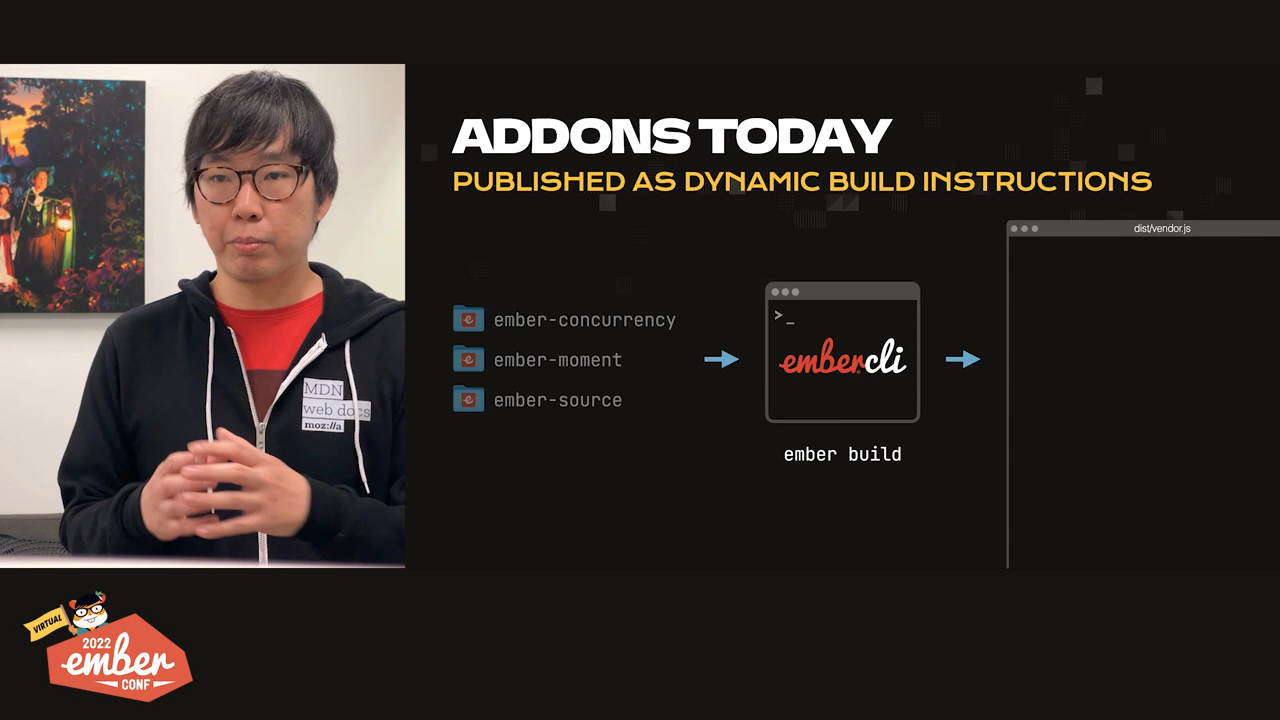 ADDONS TODAY
PUBLISHED AS DYNAMIC BUILD INSTRUCTIONS
dist/vendor.js
ember-concurrency
ember-moment
ember-source
>_
embercli
ember build
MDN
web docs
moz://a
VIRTUAL
2022
ember
CONF